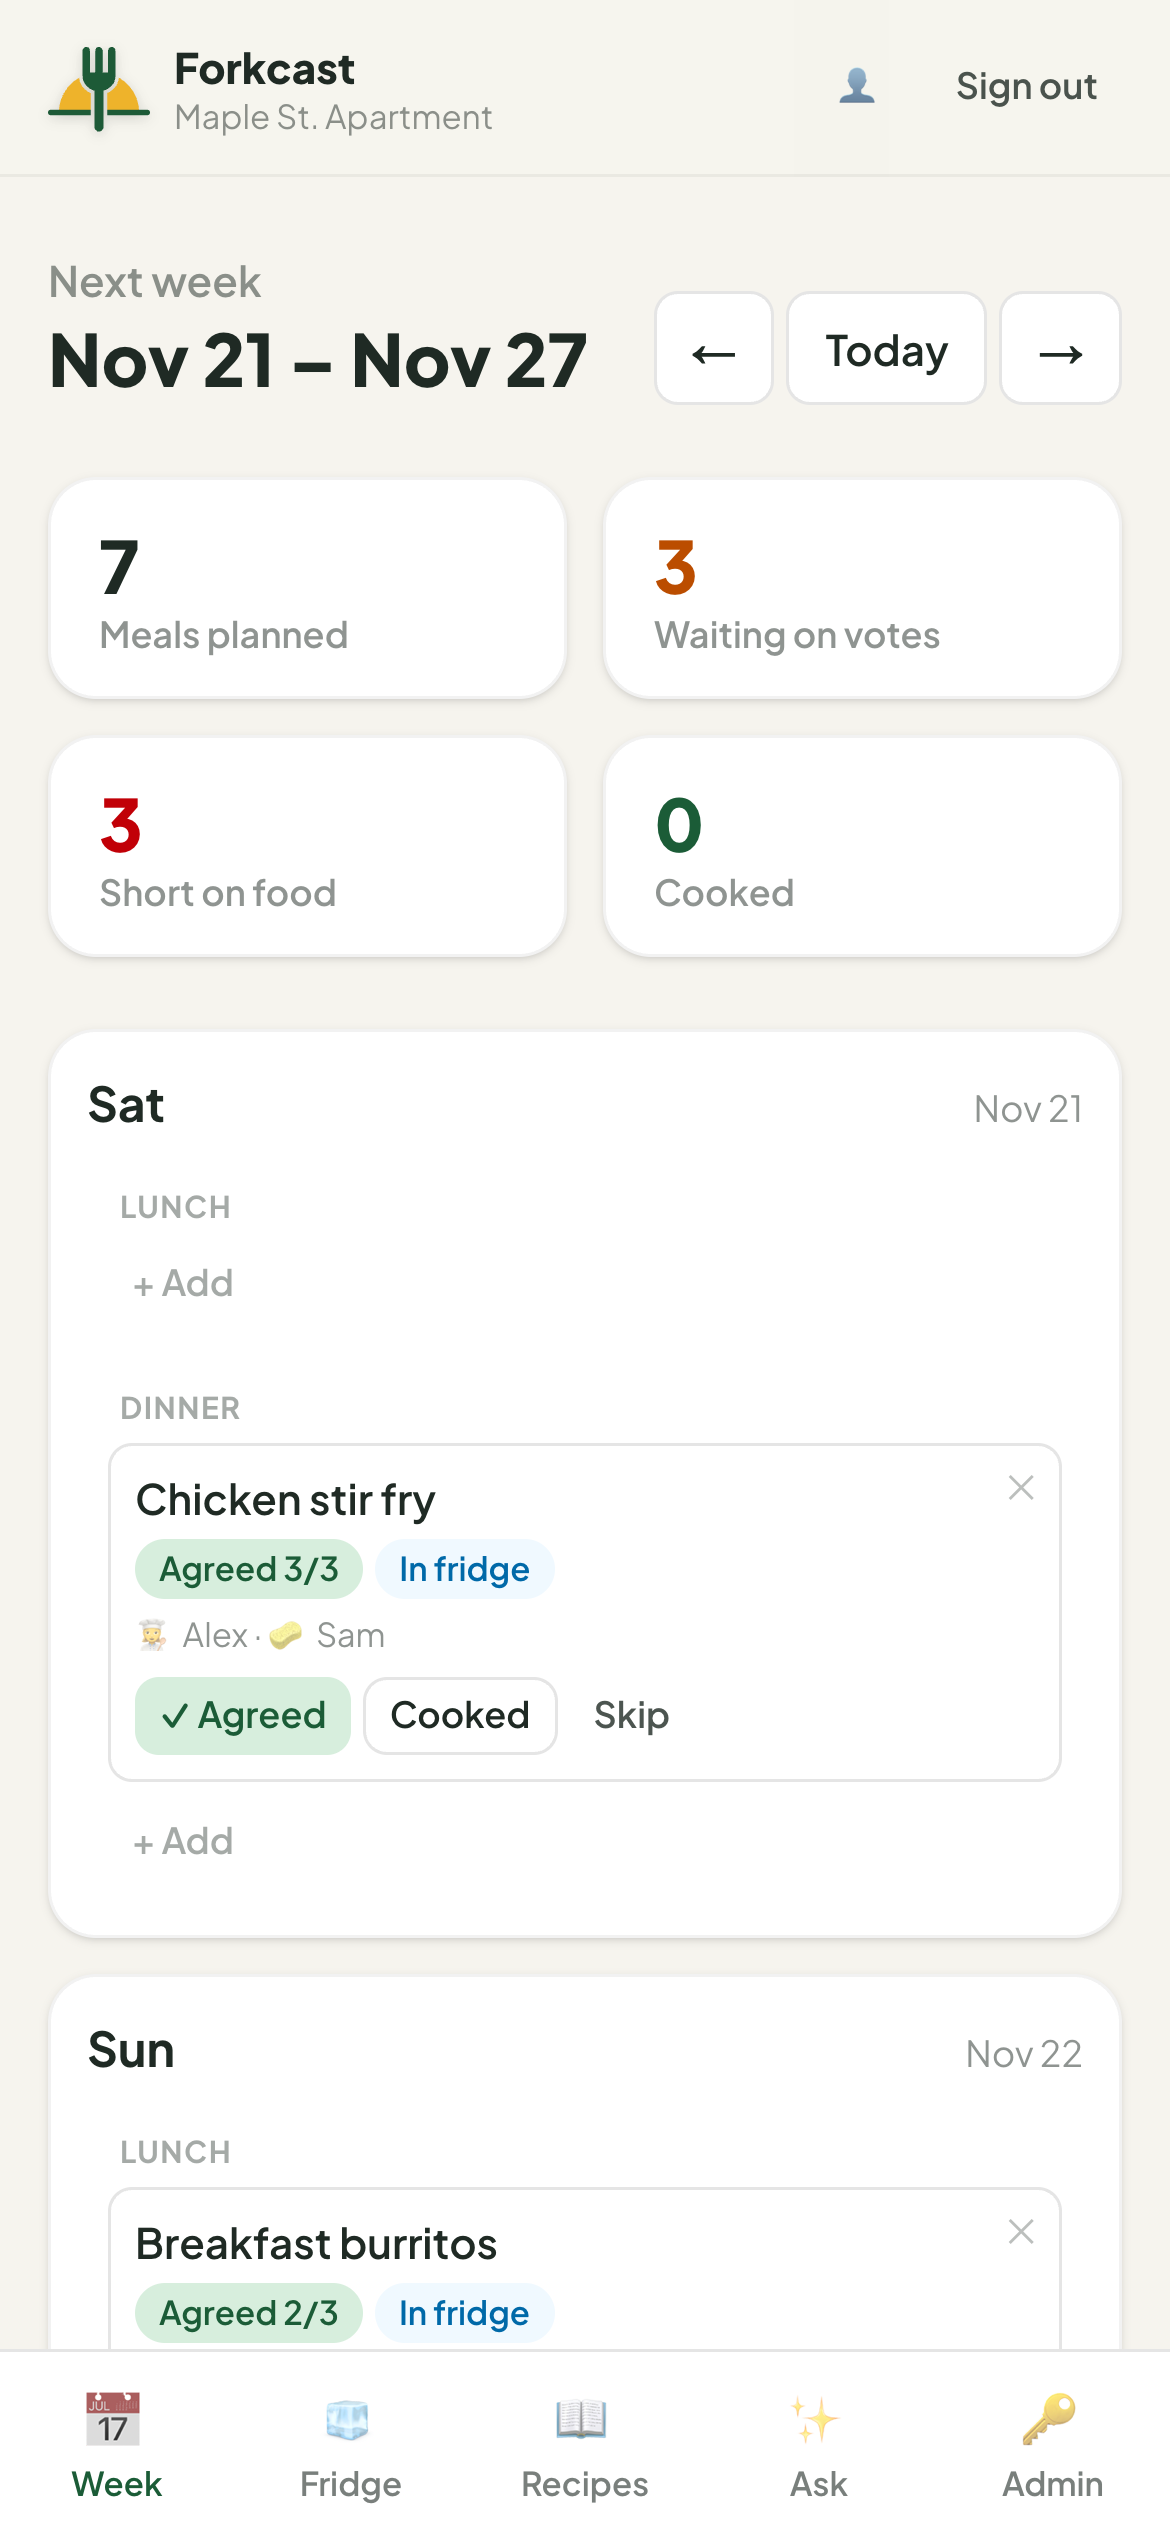 Forkcast
Maple St. Apartment
Sign out
Next week
Nov 21 – Nov 27
← Today →
7
Meals planned
3
Waiting on votes
3
Short on food
0
Cooked
Sat Nov 21
LUNCH
+ Add
DINNER
Chicken stir fry
Agreed 3/3 In fridge
Alex · Sam
✓ Agreed Cooked Skip
+ Add
Sun Nov 22
LUNCH
Breakfast burritos
Agreed 2/3 In fridge
JUL
17
Week Fridge Recipes Ask Admin